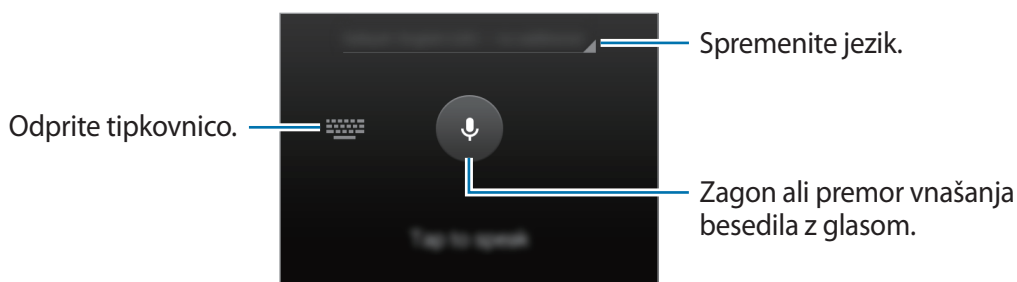 Spremenite jezik.
Odprite tipkovnico.
Zagon ali premor vnašanja
besedila z glasom.
Tap to speak